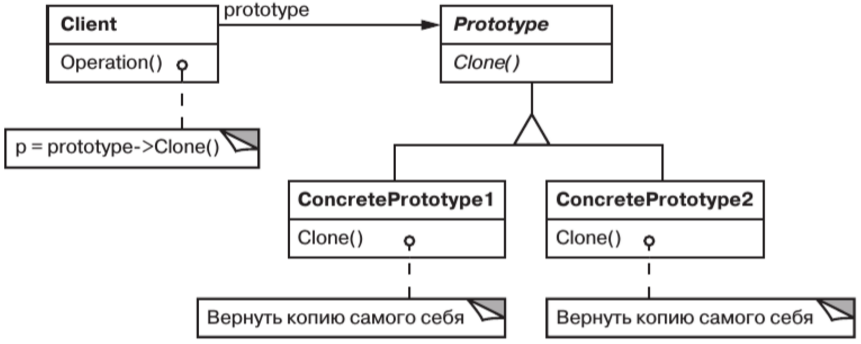 prototype
Client
Prototype
Operation()
Clone()
p = prototype->Clone()
ConcretePrototype1
ConcretePrototype2
Clone()
Clone()
Вернуть копию самого себя
Вернуть копию самого себя